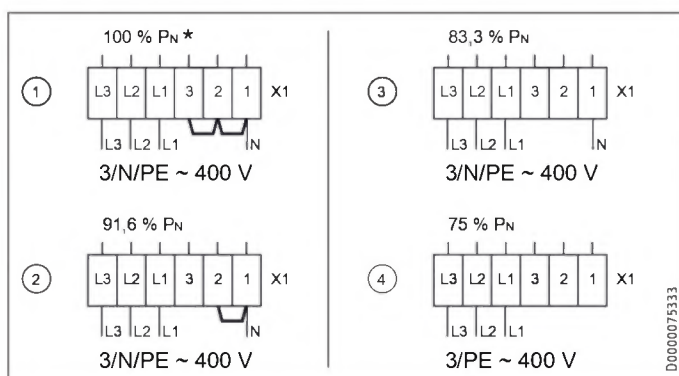 100 % PN *
1
L3 L2 L1 3 2 1 X1
L3 L2 L1 N
3/N/PE ~ 400 V
91,6 % PN
2
L3 L2 L1 3 2 1 X1
L3 L2 L1 N
3/N/PE ~ 400 V
83,3 % PN
3
L3 L2 L1 3 2 1 X1
L3 L2 L1 N
3/N/PE ~ 400 V
75 % PN
4
L3 L2 L1 3 2 1 X1
L3 L2 L1
3/PE ~ 400 V
D0000075333